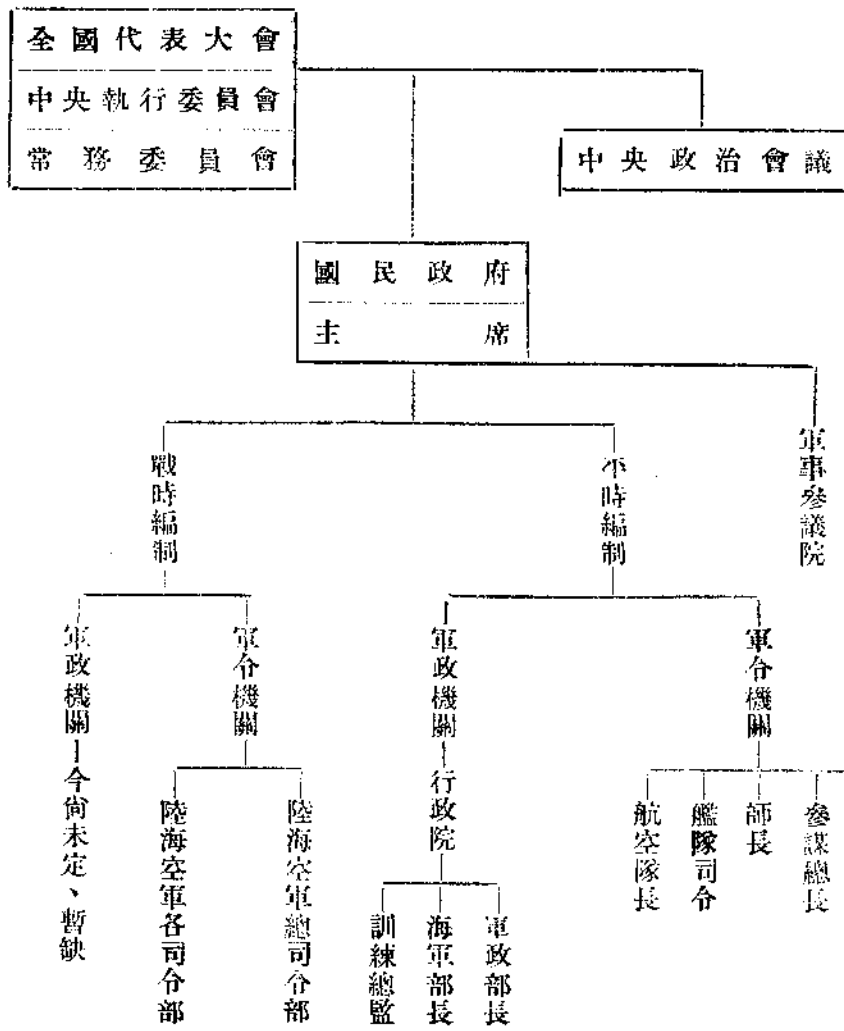 全國代表大會
中央執行委員會
常務委員會
中央政治會議
國民政府
主席
軍事參議院
平時編制
戰時編制
軍令機關
參謀總長
師長
艦隊司令
航空隊長
軍政機關—行政院
軍政部長
海軍部長
訓練總監
軍令機關
陸海空軍總司令部
陸海空軍各司令部
軍政機關—今尚未定、暫缺